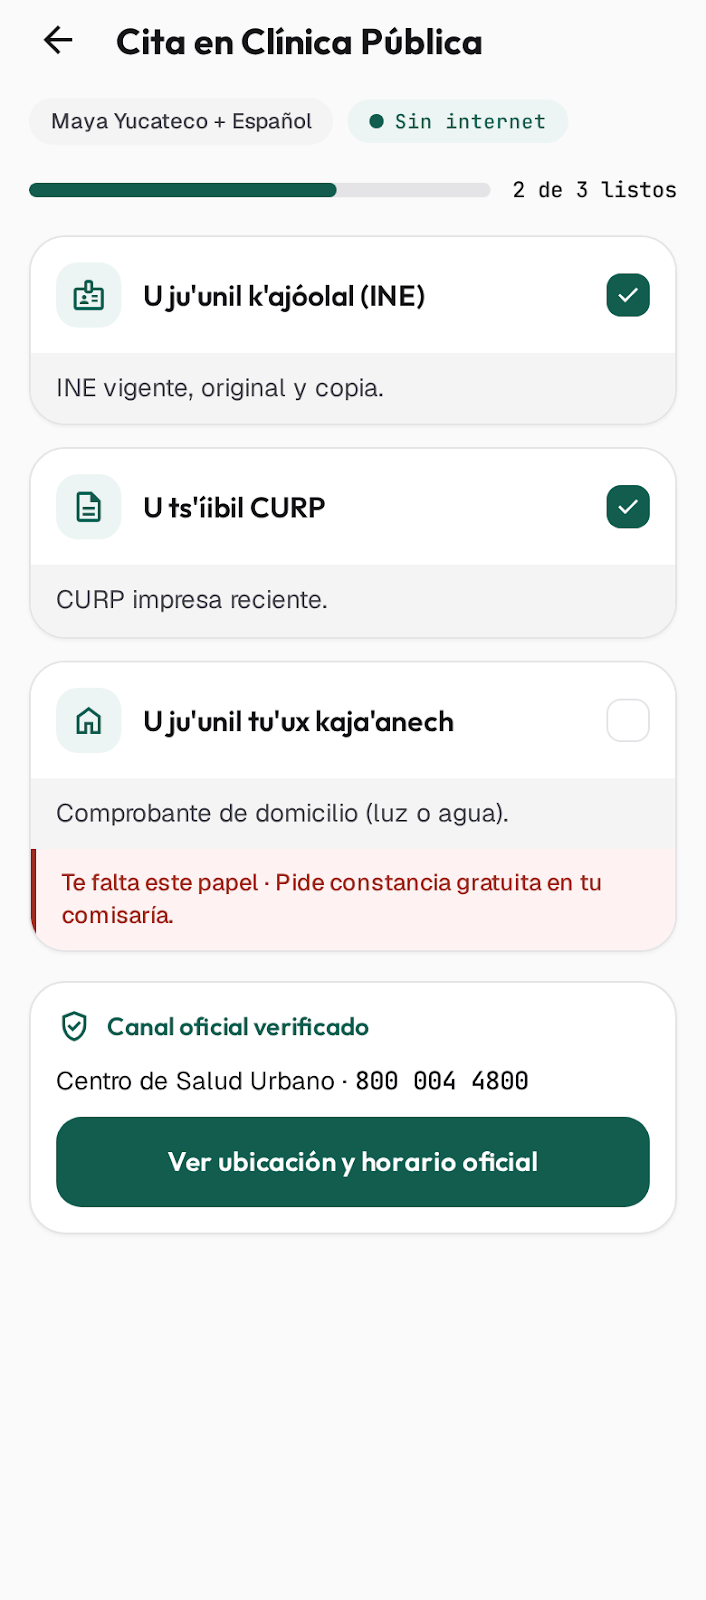 Cita en Clínica Pública
Maya Yucateco + Español
Sin internet
2 de 3 listos
U ju'unil k'ajóolal (INE)
INE vigente, original y copia.
U ts'íibil CURP
CURP impresa reciente.
U ju'unil tu'ux kaja'anech
Comprobante de domicilio (luz o agua).
Te falta este papel · Pide constancia gratuita en tu
comisaría.
Canal oficial verificado
Centro de Salud Urbano · 800 004 4800
Ver ubicación y horario oficial